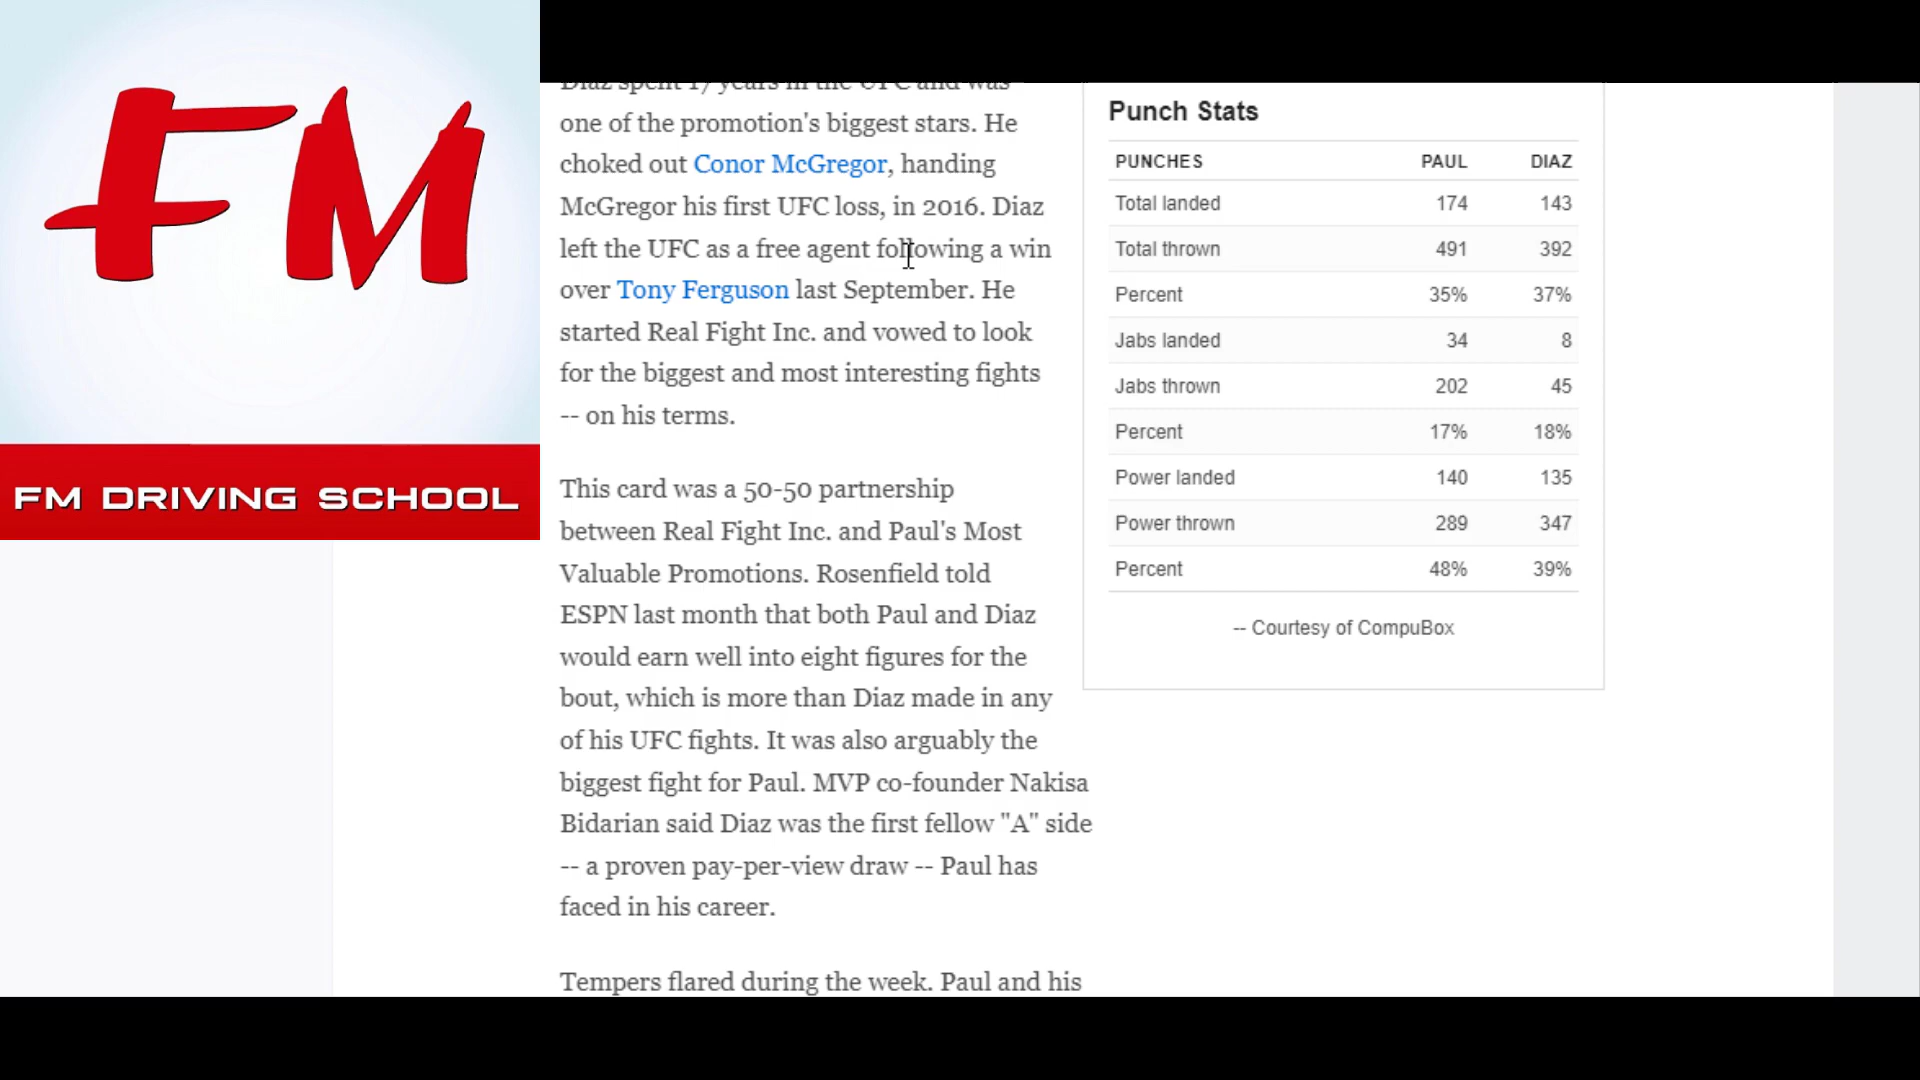 FM
FM DRIVING SCHOOL
Diaz spent 17 years in the UFC and was
one of the promotion's biggest stars. He
choked out Conor McGregor, handing
McGregor his first UFC loss, in 2016. Diaz
left the UFC as a free agent following a win
over Tony Ferguson last September. He
started Real Fight Inc. and vowed to look
for the biggest and most interesting fights
-- on his terms.
This card was a 50-50 partnership
between Real Fight Inc. and Paul's Most
Valuable Promotions. Rosenfield told
ESPN last month that both Paul and Diaz
would earn well into eight figures for the
bout, which is more than Diaz made in any
of his UFC fights. It was also arguably the
biggest fight for Paul. MVP co-founder Nakisa
Bidarian said Diaz was the first fellow "A" side
-- a proven pay-per-view draw -- Paul has
faced in his career.
Tempers flared during the week. Paul and his
Punch Stats
PUNCHES PAUL DIAZ
Total landed 174 143
Total thrown 491 392
Percent 35% 37%
Jabs landed 34 8
Jabs thrown 202 45
Percent 17% 18%
Power landed 140 135
Power thrown 289 347
Percent 48% 39%
-- Courtesy of CompuBox